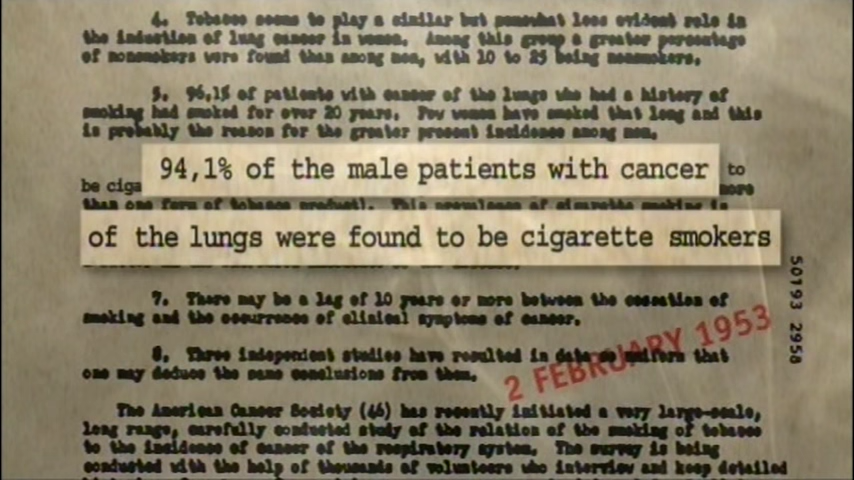 4. Tobacco seems to play a similar but somewhat less evident role in
the induction of lung cancer in women. Among this group a greater percentage
of nonsmokers were found than among men, with 10 to 25 being nonsmokers.
5. 96,1% of patients with cancer of the lungs who had a history of
smoking had smoked for over 20 years. Few women have smoked that long and this
is probably the reason for the greater present incidence among men.
94,1% of the male patients with cancer to
be ciga more
than one form of tobacco product). This prevalence of cigarette smoking is
of the lungs were found to be cigarette smokers
7. There may be a lag of 10 years or more between the cessation of
smoking and the occurrence of clinical symptoms of cancer.
8. Three independent studies have resulted in data so uniform that
one may deduce the same conclusions from them.
2 FEBRUARY 1953
50193 2958
The American Cancer Society (46) has recently initiated a very large-scale,
long range, carefully conducted study of the relation of the smoking of tobacco
to the incidence of cancer of the respiratory system. The survey is being
conducted with the help of thousands of volunteers who interview and keep detailed